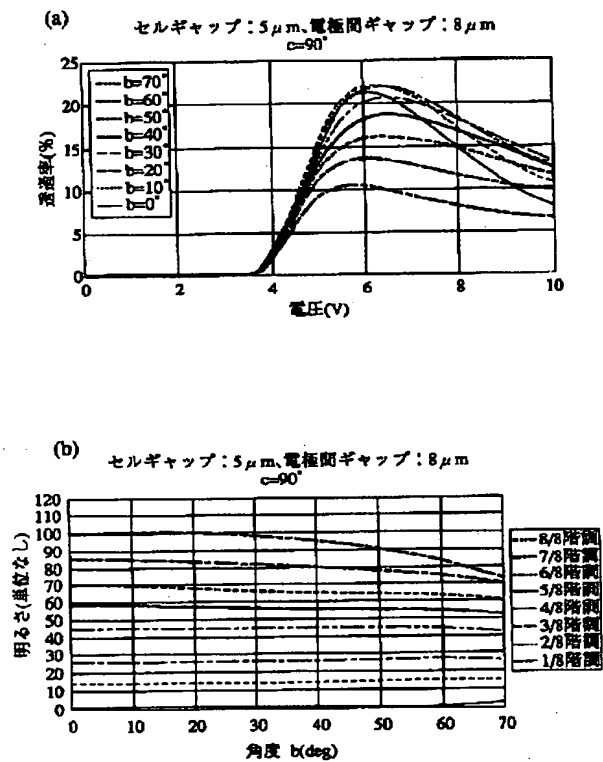 (a)
セルギャップ：5μm、電極間ギャップ：8μm
c=90°
透過率(%)
25
20
15
10
5
0
b=70°
b=60°
b=50°
b=40°
b=30°
b=20°
b=10°
b=0°
0 2 4 6 8 10
電圧(V)
(b)
セルギャップ：5μm、電極間ギャップ：8μm
c=90°
明るさ(単位なし)
120
110
100
90
80
70
60
50
40
30
20
10
0
8/8階調
7/8階調
6/8階調
5/8階調
4/8階調
3/8階調
2/8階調
1/8階調
0 10 20 30 40 50 60 70
角度 b(deg)